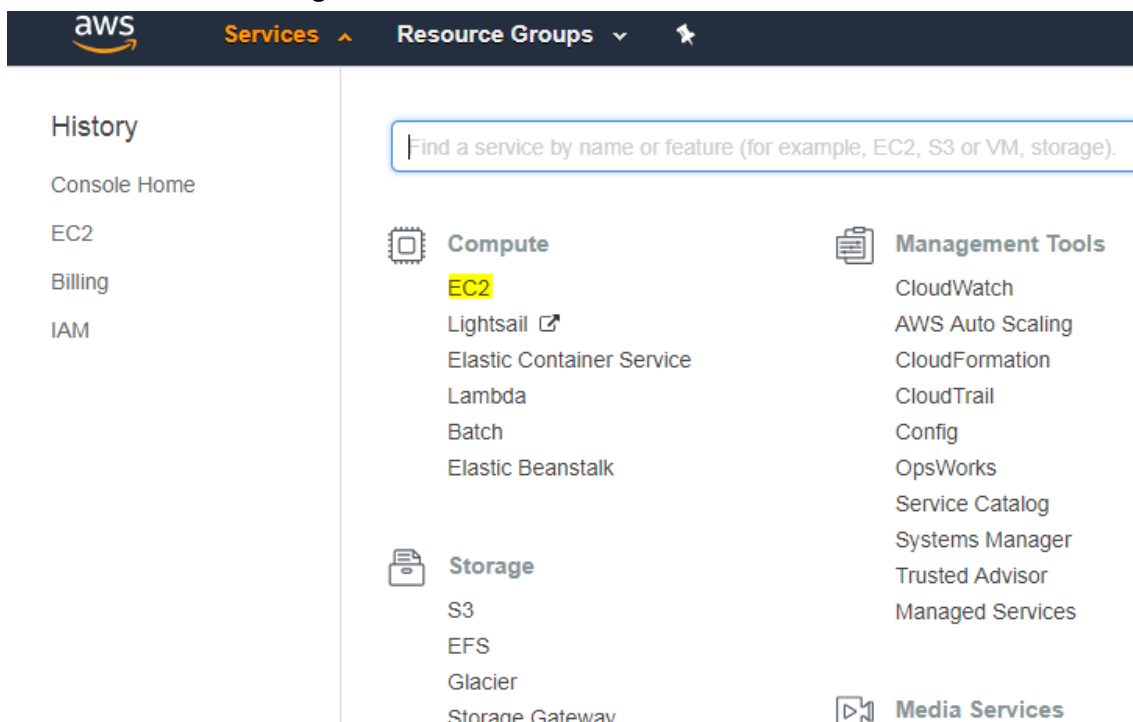 aws
Services
Resource Groups
History
Console Home
EC2
Billing
IAM
Find a service by name or feature (for example, EC2, S3 or VM, storage).
Compute
EC2
Lightsail
Elastic Container Service
Lambda
Batch
Elastic Beanstalk
Storage
S3
EFS
Glacier
Storage Gateway
Management Tools
CloudWatch
AWS Auto Scaling
CloudFormation
CloudTrail
Config
OpsWorks
Service Catalog
Systems Manager
Trusted Advisor
Managed Services
Media Services